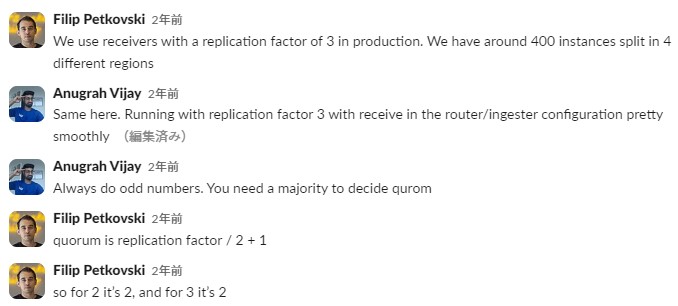 Filip Petkovski 2年前
We use receivers with a replication factor of 3 in production. We have around 400 instances split in 4
different regions
Anugrah Vijay 2年前
Same here. Running with replication factor 3 with receive in the router/ingester configuration pretty
smoothly （編集済み）
Anugrah Vijay 2年前
Always do odd numbers. You need a majority to decide qurom
Filip Petkovski 2年前
quorum is replication factor / 2 + 1
Filip Petkovski 2年前
so for 2 it’s 2, and for 3 it’s 2